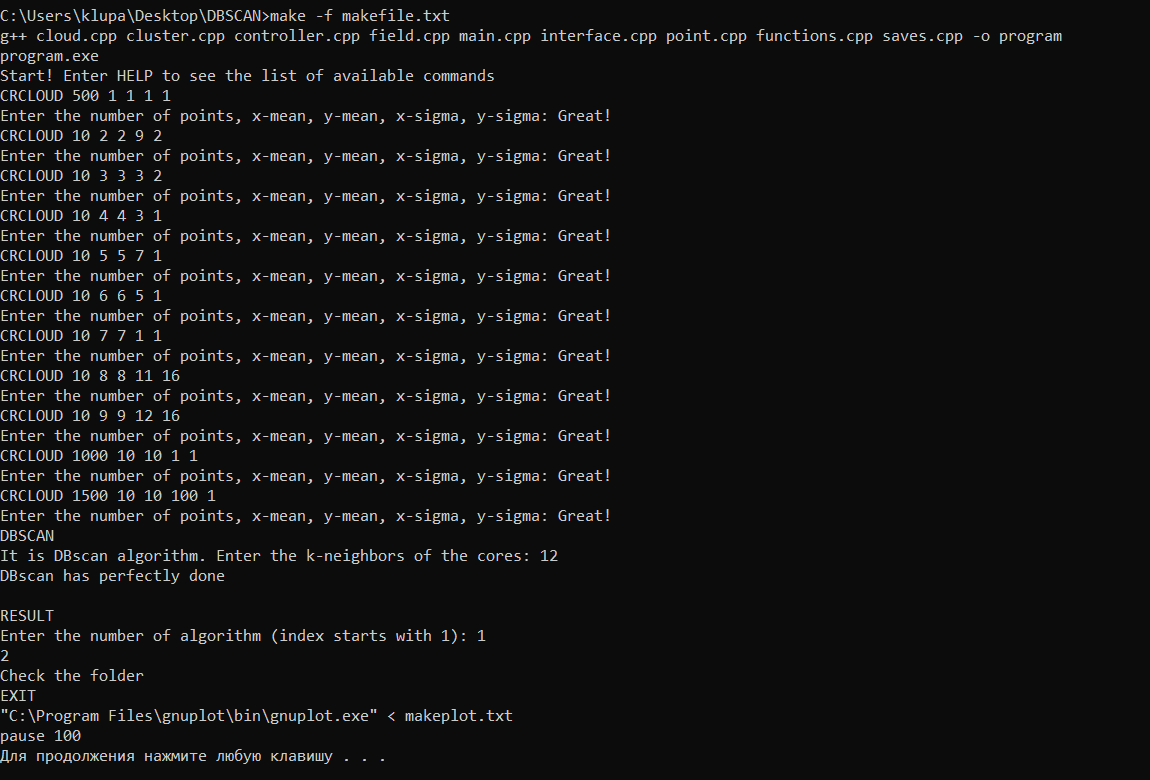 C:\Users\klupa\Desktop\DBSCAN>make -f makefile.txt
g++ cloud.cpp cluster.cpp controller.cpp field.cpp main.cpp interface.cpp point.cpp functions.cpp saves.cpp -o program
program.exe
Start! Enter HELP to see the list of available commands
CRCLOUD 500 1 1 1 1
Enter the number of points, x-mean, y-mean, x-sigma, y-sigma: Great!
CRCLOUD 10 2 2 9 2
Enter the number of points, x-mean, y-mean, x-sigma, y-sigma: Great!
CRCLOUD 10 3 3 3 2
Enter the number of points, x-mean, y-mean, x-sigma, y-sigma: Great!
CRCLOUD 10 4 4 3 1
Enter the number of points, x-mean, y-mean, x-sigma, y-sigma: Great!
CRCLOUD 10 5 5 7 1
Enter the number of points, x-mean, y-mean, x-sigma, y-sigma: Great!
CRCLOUD 10 6 6 5 1
Enter the number of points, x-mean, y-mean, x-sigma, y-sigma: Great!
CRCLOUD 10 7 7 1 1
Enter the number of points, x-mean, y-mean, x-sigma, y-sigma: Great!
CRCLOUD 10 8 8 11 16
Enter the number of points, x-mean, y-mean, x-sigma, y-sigma: Great!
CRCLOUD 10 9 9 12 16
Enter the number of points, x-mean, y-mean, x-sigma, y-sigma: Great!
CRCLOUD 1000 10 10 1 1
Enter the number of points, x-mean, y-mean, x-sigma, y-sigma: Great!
CRCLOUD 1500 10 10 100 1
Enter the number of points, x-mean, y-mean, x-sigma, y-sigma: Great!
DBSCAN
It is DBscan algorithm. Enter the k-neighbors of the cores: 12
DBscan has perfectly done

RESULT
Enter the number of algorithm (index starts with 1): 1
2
Check the folder
EXIT
"C:\Program Files\gnuplot\bin\gnuplot.exe" < makeplot.txt
pause 100
Для продолжения нажмите любую клавишу . . .